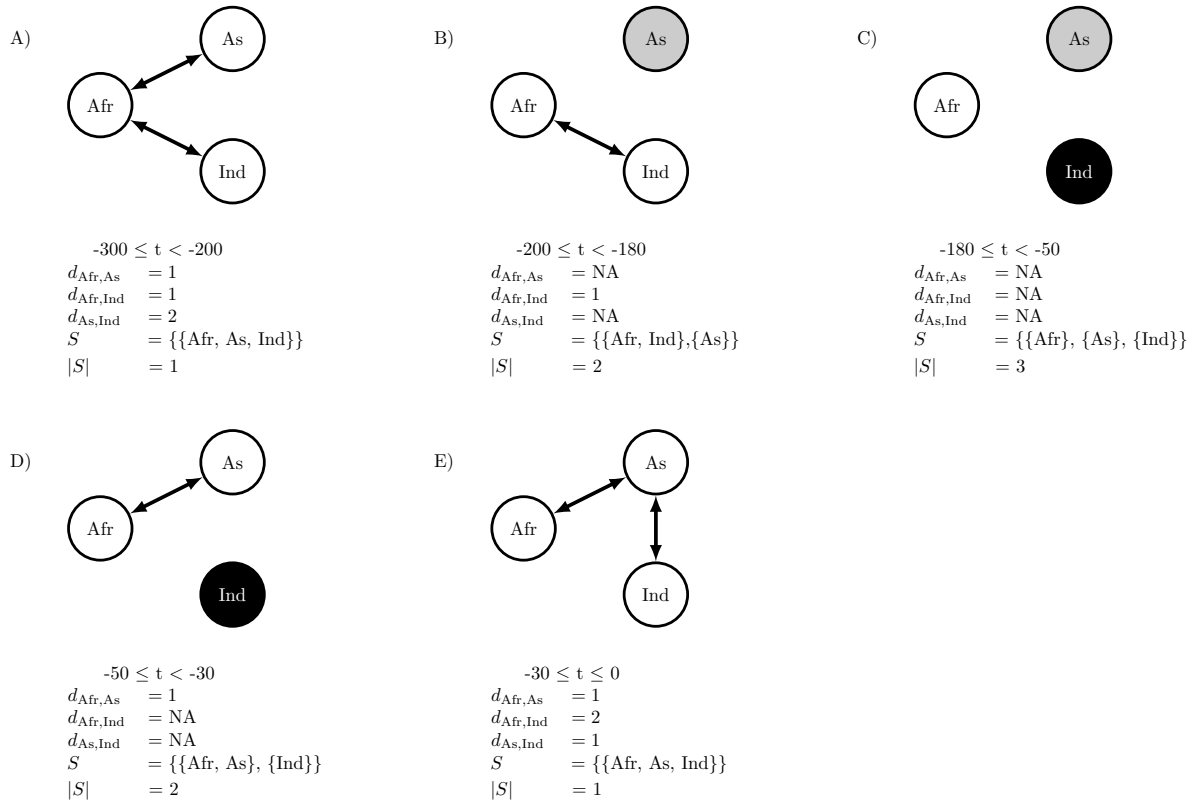 A)
As
Afr
Ind
-300 ≤ t < -200
d_Afr,As = 1
d_Afr,Ind = 1
d_As,Ind = 2
S = {{Afr, As, Ind}}
|S| = 1
B)
As
Afr
Ind
-200 ≤ t < -180
d_Afr,As = NA
d_Afr,Ind = 1
d_As,Ind = NA
S = {{Afr, Ind},{As}}
|S| = 2
C)
As
Afr
Ind
-180 ≤ t < -50
d_Afr,As = NA
d_Afr,Ind = NA
d_As,Ind = NA
S = {{Afr}, {As}, {Ind}}
|S| = 3
D)
As
Afr
Ind
-50 ≤ t < -30
d_Afr,As = 1
d_Afr,Ind = NA
d_As,Ind = NA
S = {{Afr, As}, {Ind}}
|S| = 2
E)
As
Afr
Ind
-30 ≤ t ≤ 0
d_Afr,As = 1
d_Afr,Ind = 2
d_As,Ind = 1
S = {{Afr, As, Ind}}
|S| = 1